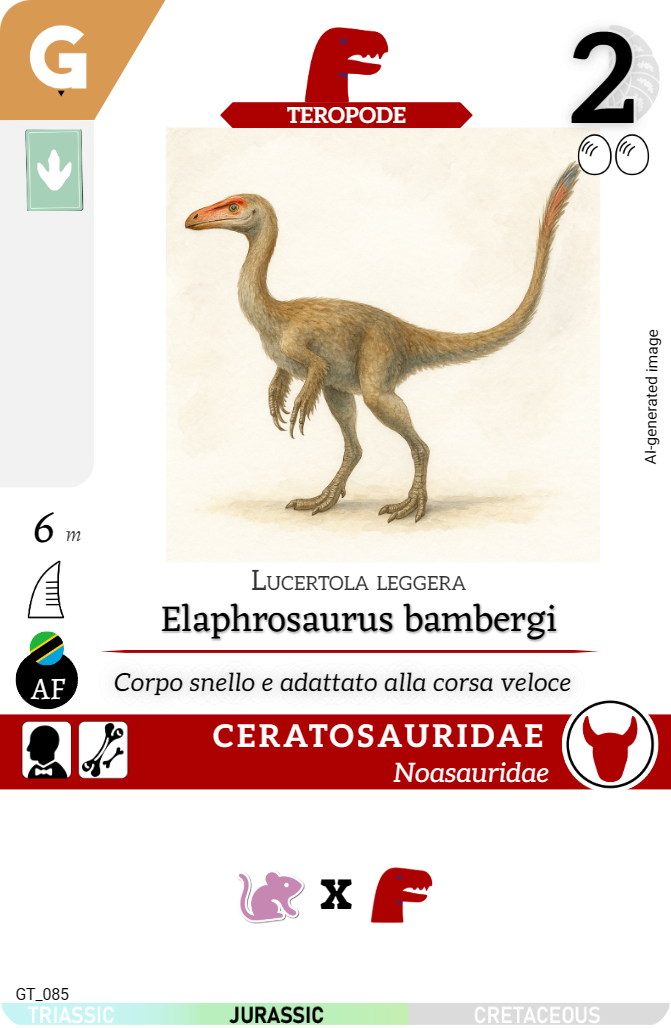 G
2
TEROPODE
AI-generated image
6 m
Lucertola leggera
Elaphrosaurus bambergi
AF
Corpo snello e adattato alla corsa veloce
CERATOSAURIDAE
Noasauridae
X
GT_085
TRIASSIC JURASSIC CRETACEOUS